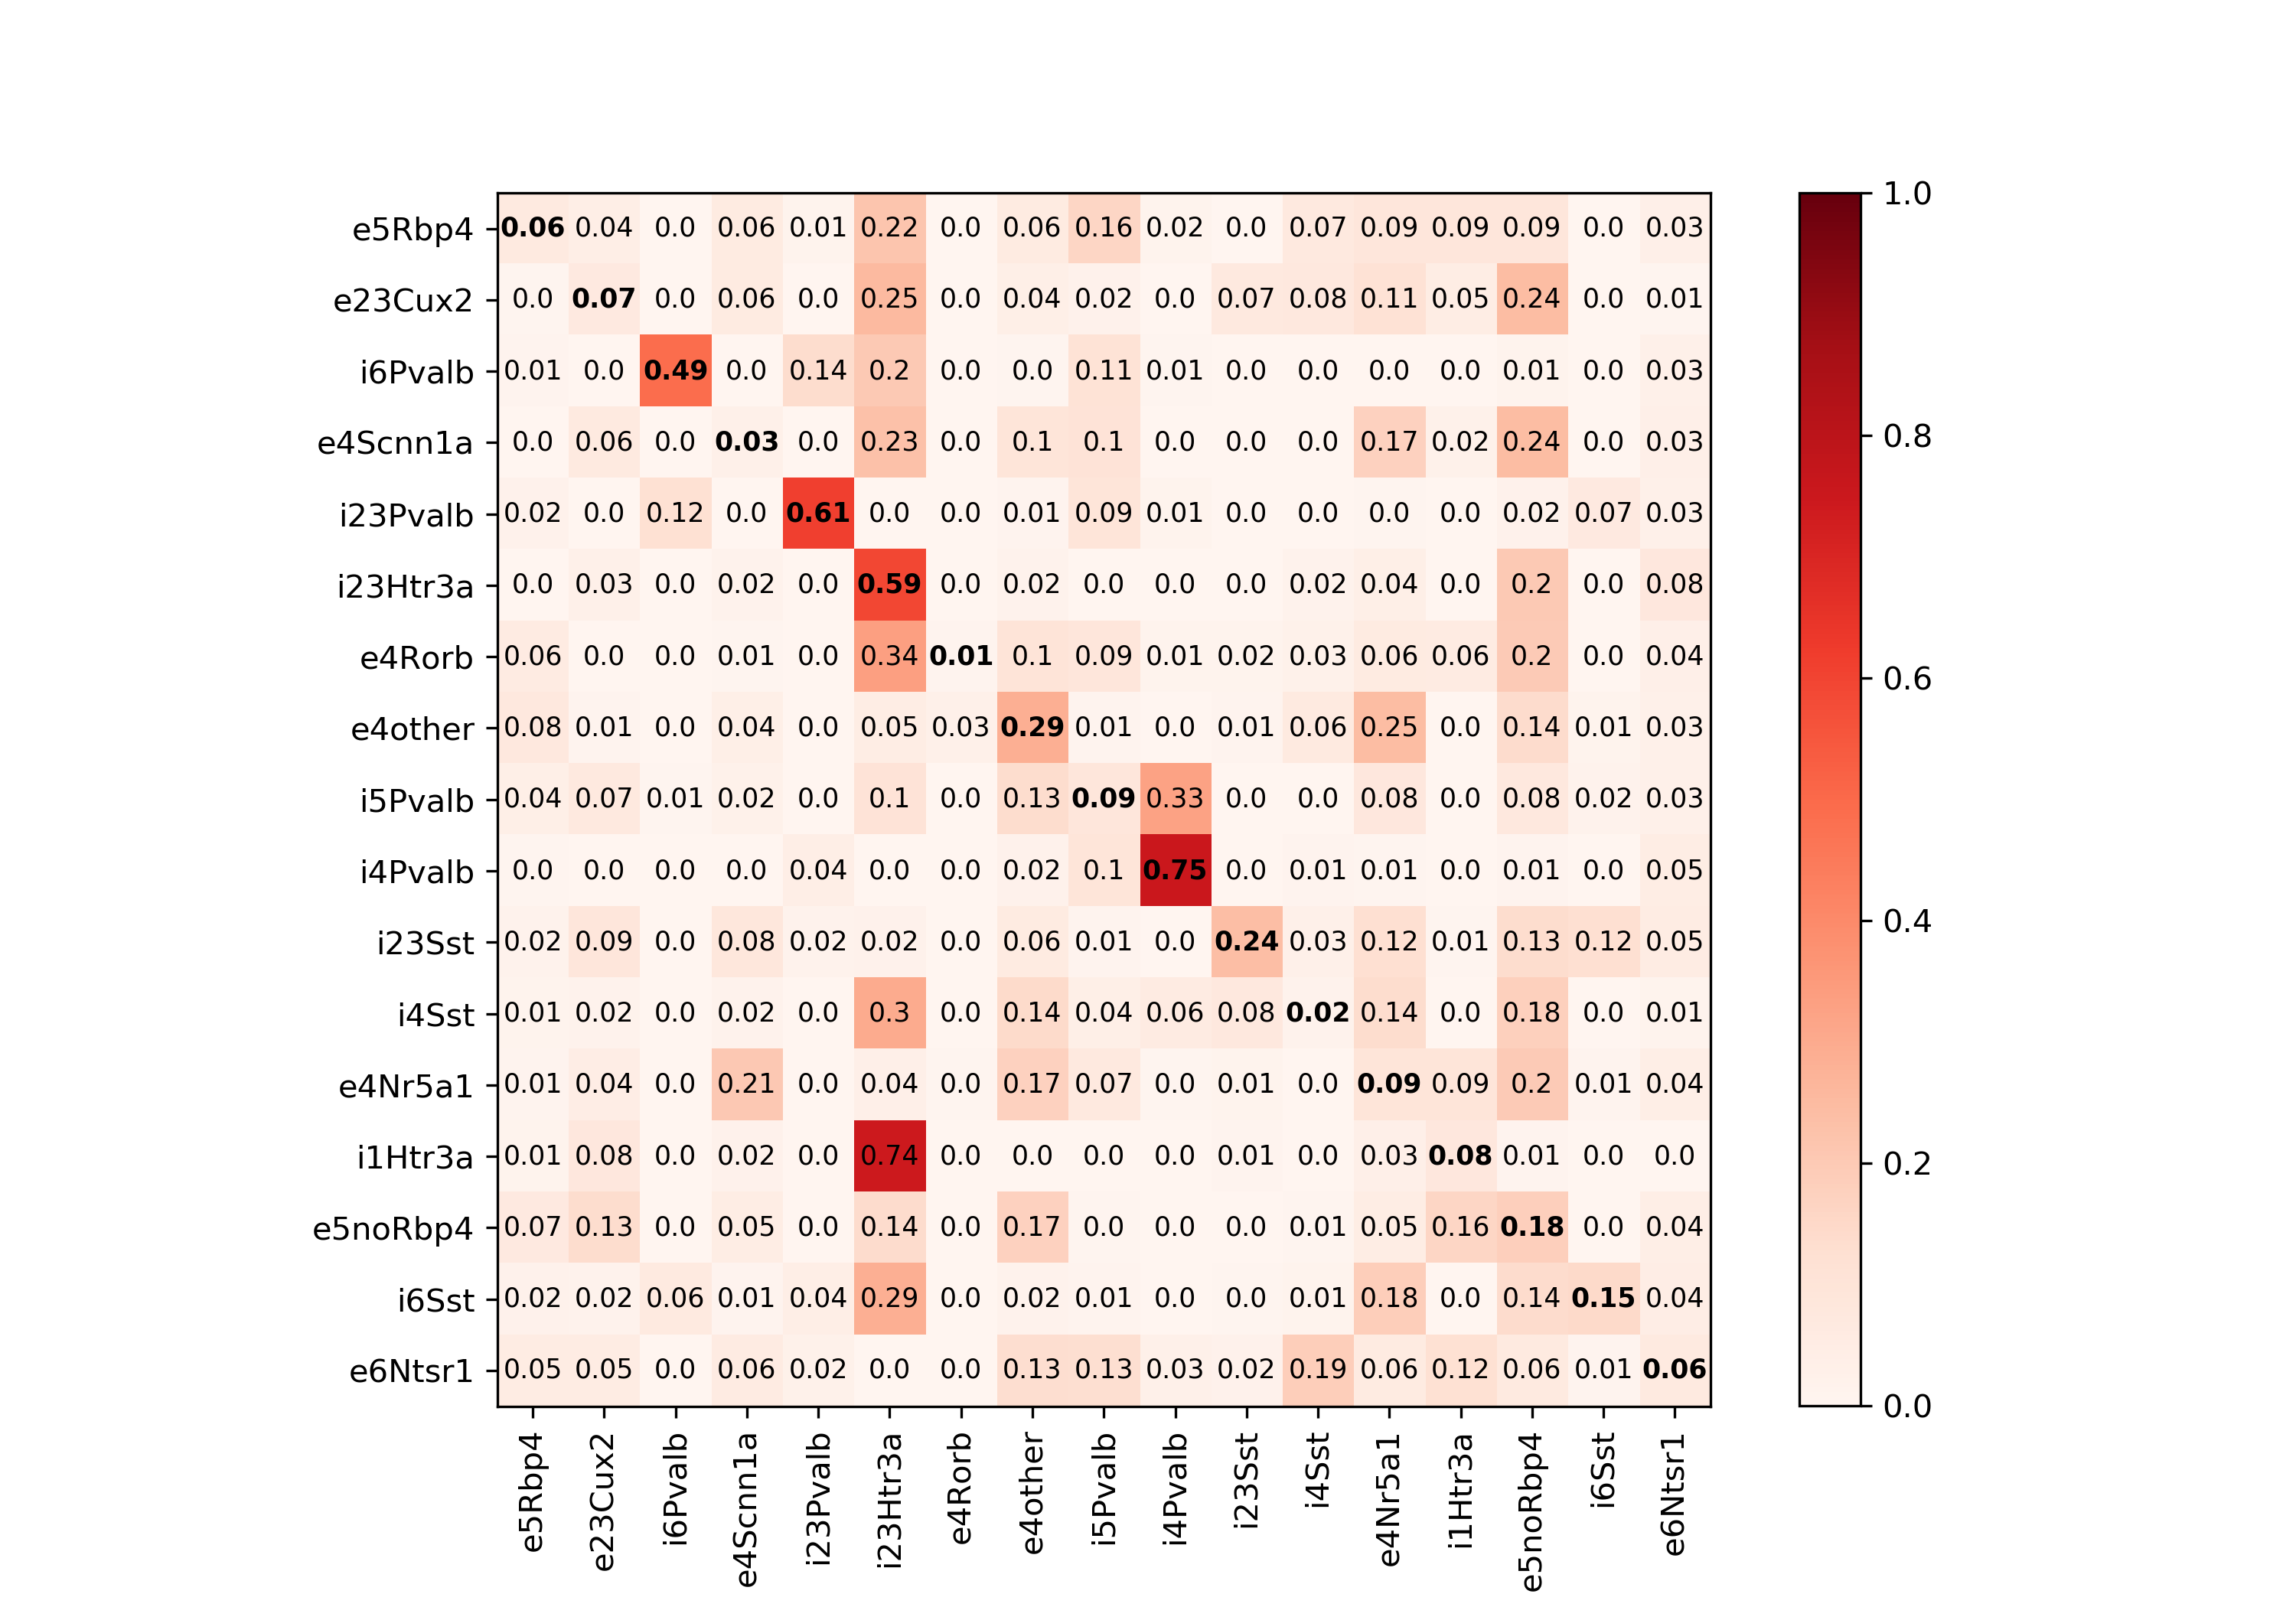 e5Rbp4 0.06 0.04 0.0 0.06 0.01 0.22 0.0 0.06 0.16 0.02 0.0 0.07 0.09 0.09 0.09 0.0 0.03
e23Cux2 0.0 0.07 0.0 0.06 0.0 0.25 0.0 0.04 0.02 0.0 0.07 0.08 0.11 0.05 0.24 0.0 0.01
i6Pvalb 0.01 0.0 0.49 0.0 0.14 0.2 0.0 0.0 0.11 0.01 0.0 0.0 0.0 0.0 0.01 0.0 0.03
e4Scnn1a 0.0 0.06 0.0 0.03 0.0 0.23 0.0 0.1 0.1 0.0 0.0 0.0 0.17 0.02 0.24 0.0 0.03
i23Pvalb 0.02 0.0 0.12 0.0 0.61 0.0 0.0 0.01 0.09 0.01 0.0 0.0 0.0 0.0 0.02 0.07 0.03
i23Htr3a 0.0 0.03 0.0 0.02 0.0 0.59 0.0 0.02 0.0 0.0 0.0 0.02 0.04 0.0 0.2 0.0 0.08
e4Rorb 0.06 0.0 0.0 0.01 0.0 0.34 0.01 0.1 0.09 0.01 0.02 0.03 0.06 0.06 0.2 0.0 0.04
e4other 0.08 0.01 0.0 0.04 0.0 0.05 0.03 0.29 0.01 0.0 0.01 0.06 0.25 0.0 0.14 0.01 0.03
i5Pvalb 0.04 0.07 0.01 0.02 0.0 0.1 0.0 0.13 0.09 0.33 0.0 0.0 0.08 0.0 0.08 0.02 0.03
i4Pvalb 0.0 0.0 0.0 0.0 0.04 0.0 0.0 0.02 0.1 0.75 0.0 0.01 0.01 0.0 0.01 0.0 0.05
i23Sst 0.02 0.09 0.0 0.08 0.02 0.02 0.0 0.06 0.01 0.0 0.24 0.03 0.12 0.01 0.13 0.12 0.05
i4Sst 0.01 0.02 0.0 0.02 0.0 0.3 0.0 0.14 0.04 0.06 0.08 0.02 0.14 0.0 0.18 0.0 0.01
e4Nr5a1 0.01 0.04 0.0 0.21 0.0 0.04 0.0 0.17 0.07 0.0 0.01 0.0 0.09 0.09 0.2 0.01 0.04
i1Htr3a 0.01 0.08 0.0 0.02 0.0 0.74 0.0 0.0 0.0 0.0 0.01 0.0 0.03 0.08 0.01 0.0 0.0
e5noRbp4 0.07 0.13 0.0 0.05 0.0 0.14 0.0 0.17 0.0 0.0 0.0 0.01 0.05 0.16 0.18 0.0 0.04
i6Sst 0.02 0.02 0.06 0.01 0.04 0.29 0.0 0.02 0.01 0.0 0.0 0.01 0.18 0.0 0.14 0.15 0.04
e6Ntsr1 0.05 0.05 0.0 0.06 0.02 0.0 0.0 0.13 0.13 0.03 0.02 0.19 0.06 0.12 0.06 0.01 0.06
e5Rbp4 e23Cux2 i6Pvalb e4Scnn1a i23Pvalb i23Htr3a e4Rorb e4other i5Pvalb i4Pvalb i23Sst i4Sst e4Nr5a1 i1Htr3a e5noRbp4 i6Sst e6Ntsr1
1.0
0.8
0.6
0.4
0.2
0.0